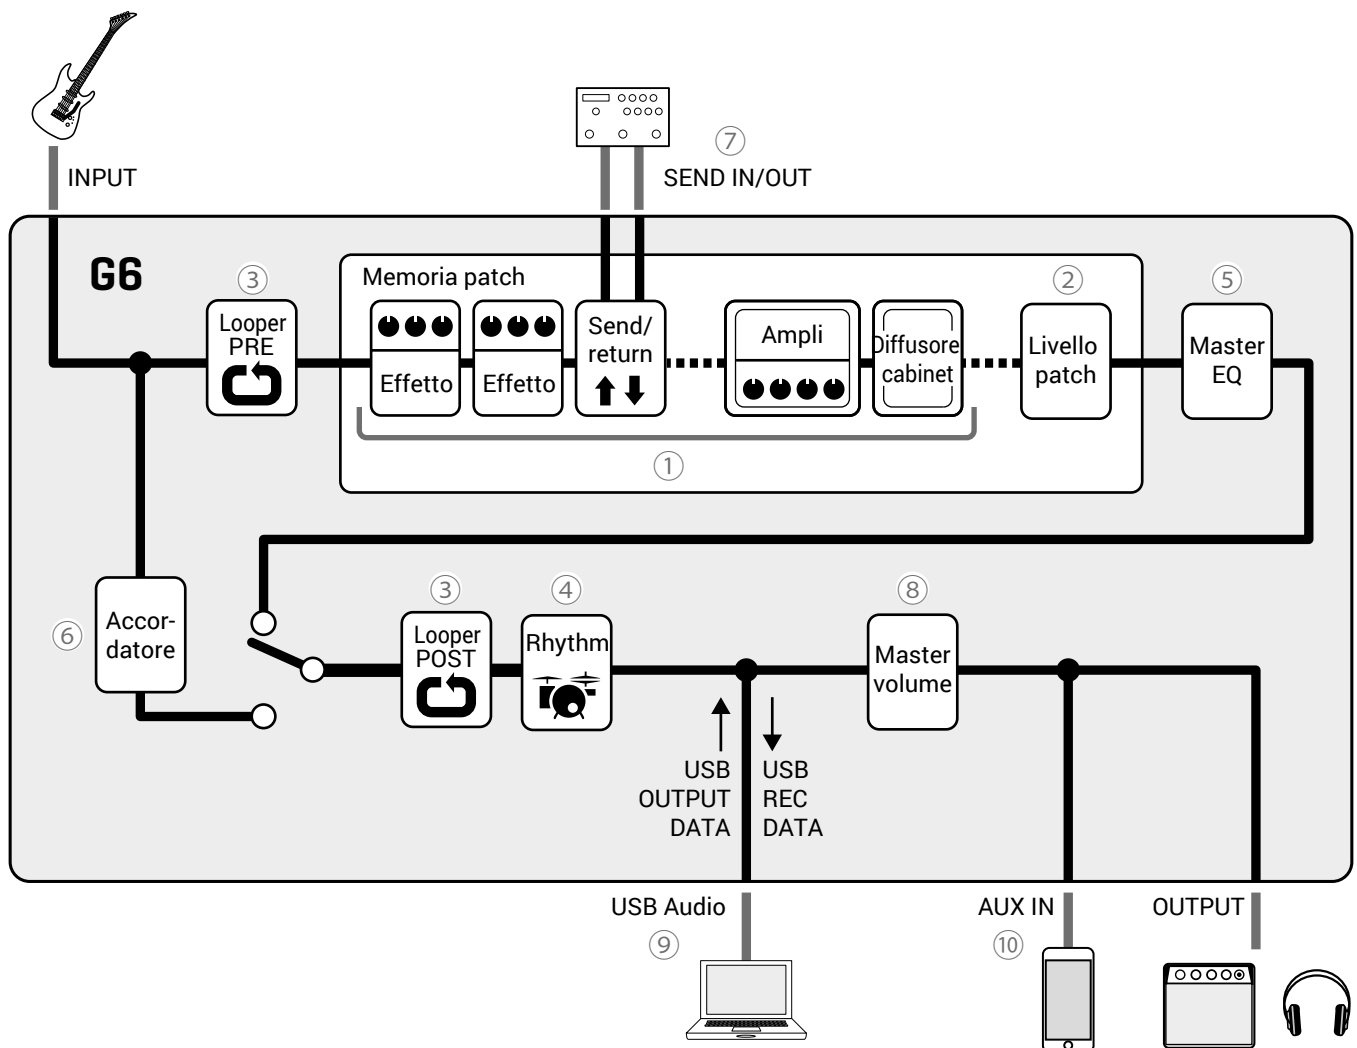 INPUT
⑦
SEND IN/OUT
G6
③
Looper
PRE
Memoria patch
Effetto
Effetto
Send/
return
Ampli
Diffusore
cabinet
①
②
Livello
patch
⑤
Master
EQ
⑥
Accor-
datore
③
Looper
POST
④
Rhythm
⑧
Master
volume
USB
OUTPUT
DATA
USB
REC
DATA
USB Audio
⑨
AUX IN
⑩
OUTPUT